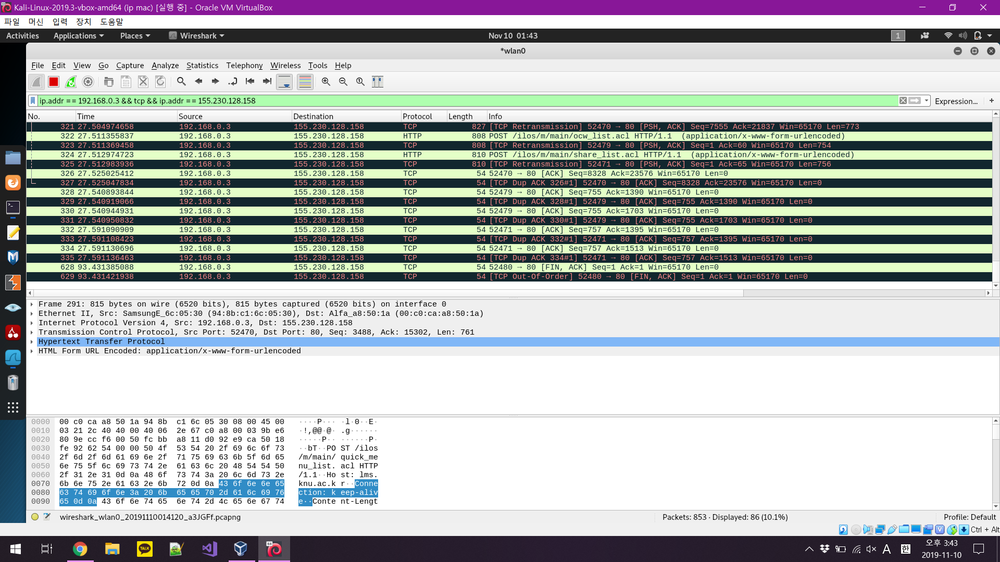 Kali-Linux-2019.3-vbox-amd64 (ip mac) [실행 중] - Oracle VM VirtualBox
파일 머신 입력 장치 도움말
Activities Applications Places Wireshark Nov 10 01:43 1
*wlan0
File Edit View Go Capture Analyze Statistics Telephony Wireless Tools Help
ip.addr == 192.168.0.3 && tcp && ip.addr == 155.230.128.158 Expression... +
No. Time Source Destination Protocol Length Info
321 27.504974658 192.168.0.3 155.230.128.158 TCP 827 [TCP Retransmission] 52470 → 80 [PSH, ACK] Seq=7555 Ack=21837 Win=65170 Len=773
322 27.511355837 192.168.0.3 155.230.128.158 HTTP 808 POST /ilos/m/main/ocw_list.acl HTTP/1.1 (application/x-www-form-urlencoded)
323 27.511369458 192.168.0.3 155.230.128.158 TCP 808 [TCP Retransmission] 52479 → 80 [PSH, ACK] Seq=1 Ack=60 Win=65170 Len=754
324 27.512974723 192.168.0.3 155.230.128.158 HTTP 810 POST /ilos/m/main/share_list.acl HTTP/1.1 (application/x-www-form-urlencoded)
325 27.512983936 192.168.0.3 155.230.128.158 TCP 810 [TCP Retransmission] 52471 → 80 [PSH, ACK] Seq=1 Ack=65 Win=65170 Len=756
326 27.525025412 192.168.0.3 155.230.128.158 TCP 54 52470 → 80 [ACK] Seq=8328 Ack=23576 Win=65170 Len=0
327 27.525047834 192.168.0.3 155.230.128.158 TCP 54 [TCP Dup ACK 326#1] 52470 → 80 [ACK] Seq=8328 Ack=23576 Win=65170 Len=0
328 27.540893844 192.168.0.3 155.230.128.158 TCP 54 52479 → 80 [ACK] Seq=755 Ack=1390 Win=65170 Len=0
329 27.540919066 192.168.0.3 155.230.128.158 TCP 54 [TCP Dup ACK 328#1] 52479 → 80 [ACK] Seq=755 Ack=1390 Win=65170 Len=0
330 27.540944931 192.168.0.3 155.230.128.158 TCP 54 52479 → 80 [ACK] Seq=755 Ack=1703 Win=65170 Len=0
331 27.540950832 192.168.0.3 155.230.128.158 TCP 54 [TCP Dup ACK 330#1] 52479 → 80 [ACK] Seq=755 Ack=1703 Win=65170 Len=0
332 27.591090909 192.168.0.3 155.230.128.158 TCP 54 52471 → 80 [ACK] Seq=757 Ack=1395 Win=65170 Len=0
333 27.591108423 192.168.0.3 155.230.128.158 TCP 54 [TCP Dup ACK 332#1] 52471 → 80 [ACK] Seq=757 Ack=1395 Win=65170 Len=0
334 27.591130696 192.168.0.3 155.230.128.158 TCP 54 52471 → 80 [ACK] Seq=757 Ack=1513 Win=65170 Len=0
335 27.591136463 192.168.0.3 155.230.128.158 TCP 54 [TCP Dup ACK 334#1] 52471 → 80 [ACK] Seq=757 Ack=1513 Win=65170 Len=0
628 93.431385088 192.168.0.3 155.230.128.158 TCP 54 52480 → 80 [FIN, ACK] Seq=1 Ack=1 Win=65170 Len=0
629 93.431421938 192.168.0.3 155.230.128.158 TCP 54 [TCP Out-Of-Order] 52480 → 80 [FIN, ACK] Seq=1 Ack=1 Win=65170 Len=0
Frame 291: 815 bytes on wire (6520 bits), 815 bytes captured (6520 bits) on interface 0
Ethernet II, Src: SamsungE_6c:05:30 (94:8b:c1:6c:05:30), Dst: Alfa_a8:50:1a (00:c0:ca:a8:50:1a)
Internet Protocol Version 4, Src: 192.168.0.3, Dst: 155.230.128.158
Transmission Control Protocol, Src Port: 52470, Dst Port: 80, Seq: 3488, Ack: 15302, Len: 761
Hypertext Transfer Protocol
HTML Form URL Encoded: application/x-www-form-urlencoded
0000 00 c0 ca a8 50 1a 94 8b c1 6c 05 30 08 00 45 00 ····P··· ·l·0··E·
0010 03 21 2c 40 40 00 40 06 2e 67 c0 a8 00 03 9b e6 ·!,@@·@· .g······
0020 80 9e cc f6 00 50 fc bb a8 11 d0 92 e9 ca 50 18 ·····P·· ······P·
0030 fe 92 62 54 00 00 50 4f 53 54 20 2f 69 6c 6f 73 ··bT··PO ST /ilos
0040 2f 6d 2f 6d 61 69 6e 2f 71 75 69 63 6b 5f 6d 65 /m/main/ quick_me
0050 6e 75 5f 6c 69 73 74 2e 61 63 6c 20 48 54 54 50 nu_list. acl HTTP
0060 2f 31 2e 31 0d 0a 48 6f 73 74 3a 20 6c 6d 73 2e /1.1··Ho st: lms.
0070 6b 6e 75 2e 61 63 2e 6b 72 0d 0a 43 6f 6e 6e 65 knu.ac.k r··Conne
0080 63 74 69 6f 6e 3a 20 6b 65 65 70 2d 61 6c 69 76 ction: k eep-aliv
0090 65 0d 0a 43 6f 6e 74 65 6e 74 2d 4c 65 6e 67 74 e··Conte nt-Lengt
wireshark_wlan0_20191110014120_a3JGFf.pcapng Packets: 853 · Displayed: 86 (10.1%) Profile: Default
Ctrl + Alt
TALK 64 A 한 오후 3:43
2019-11-10